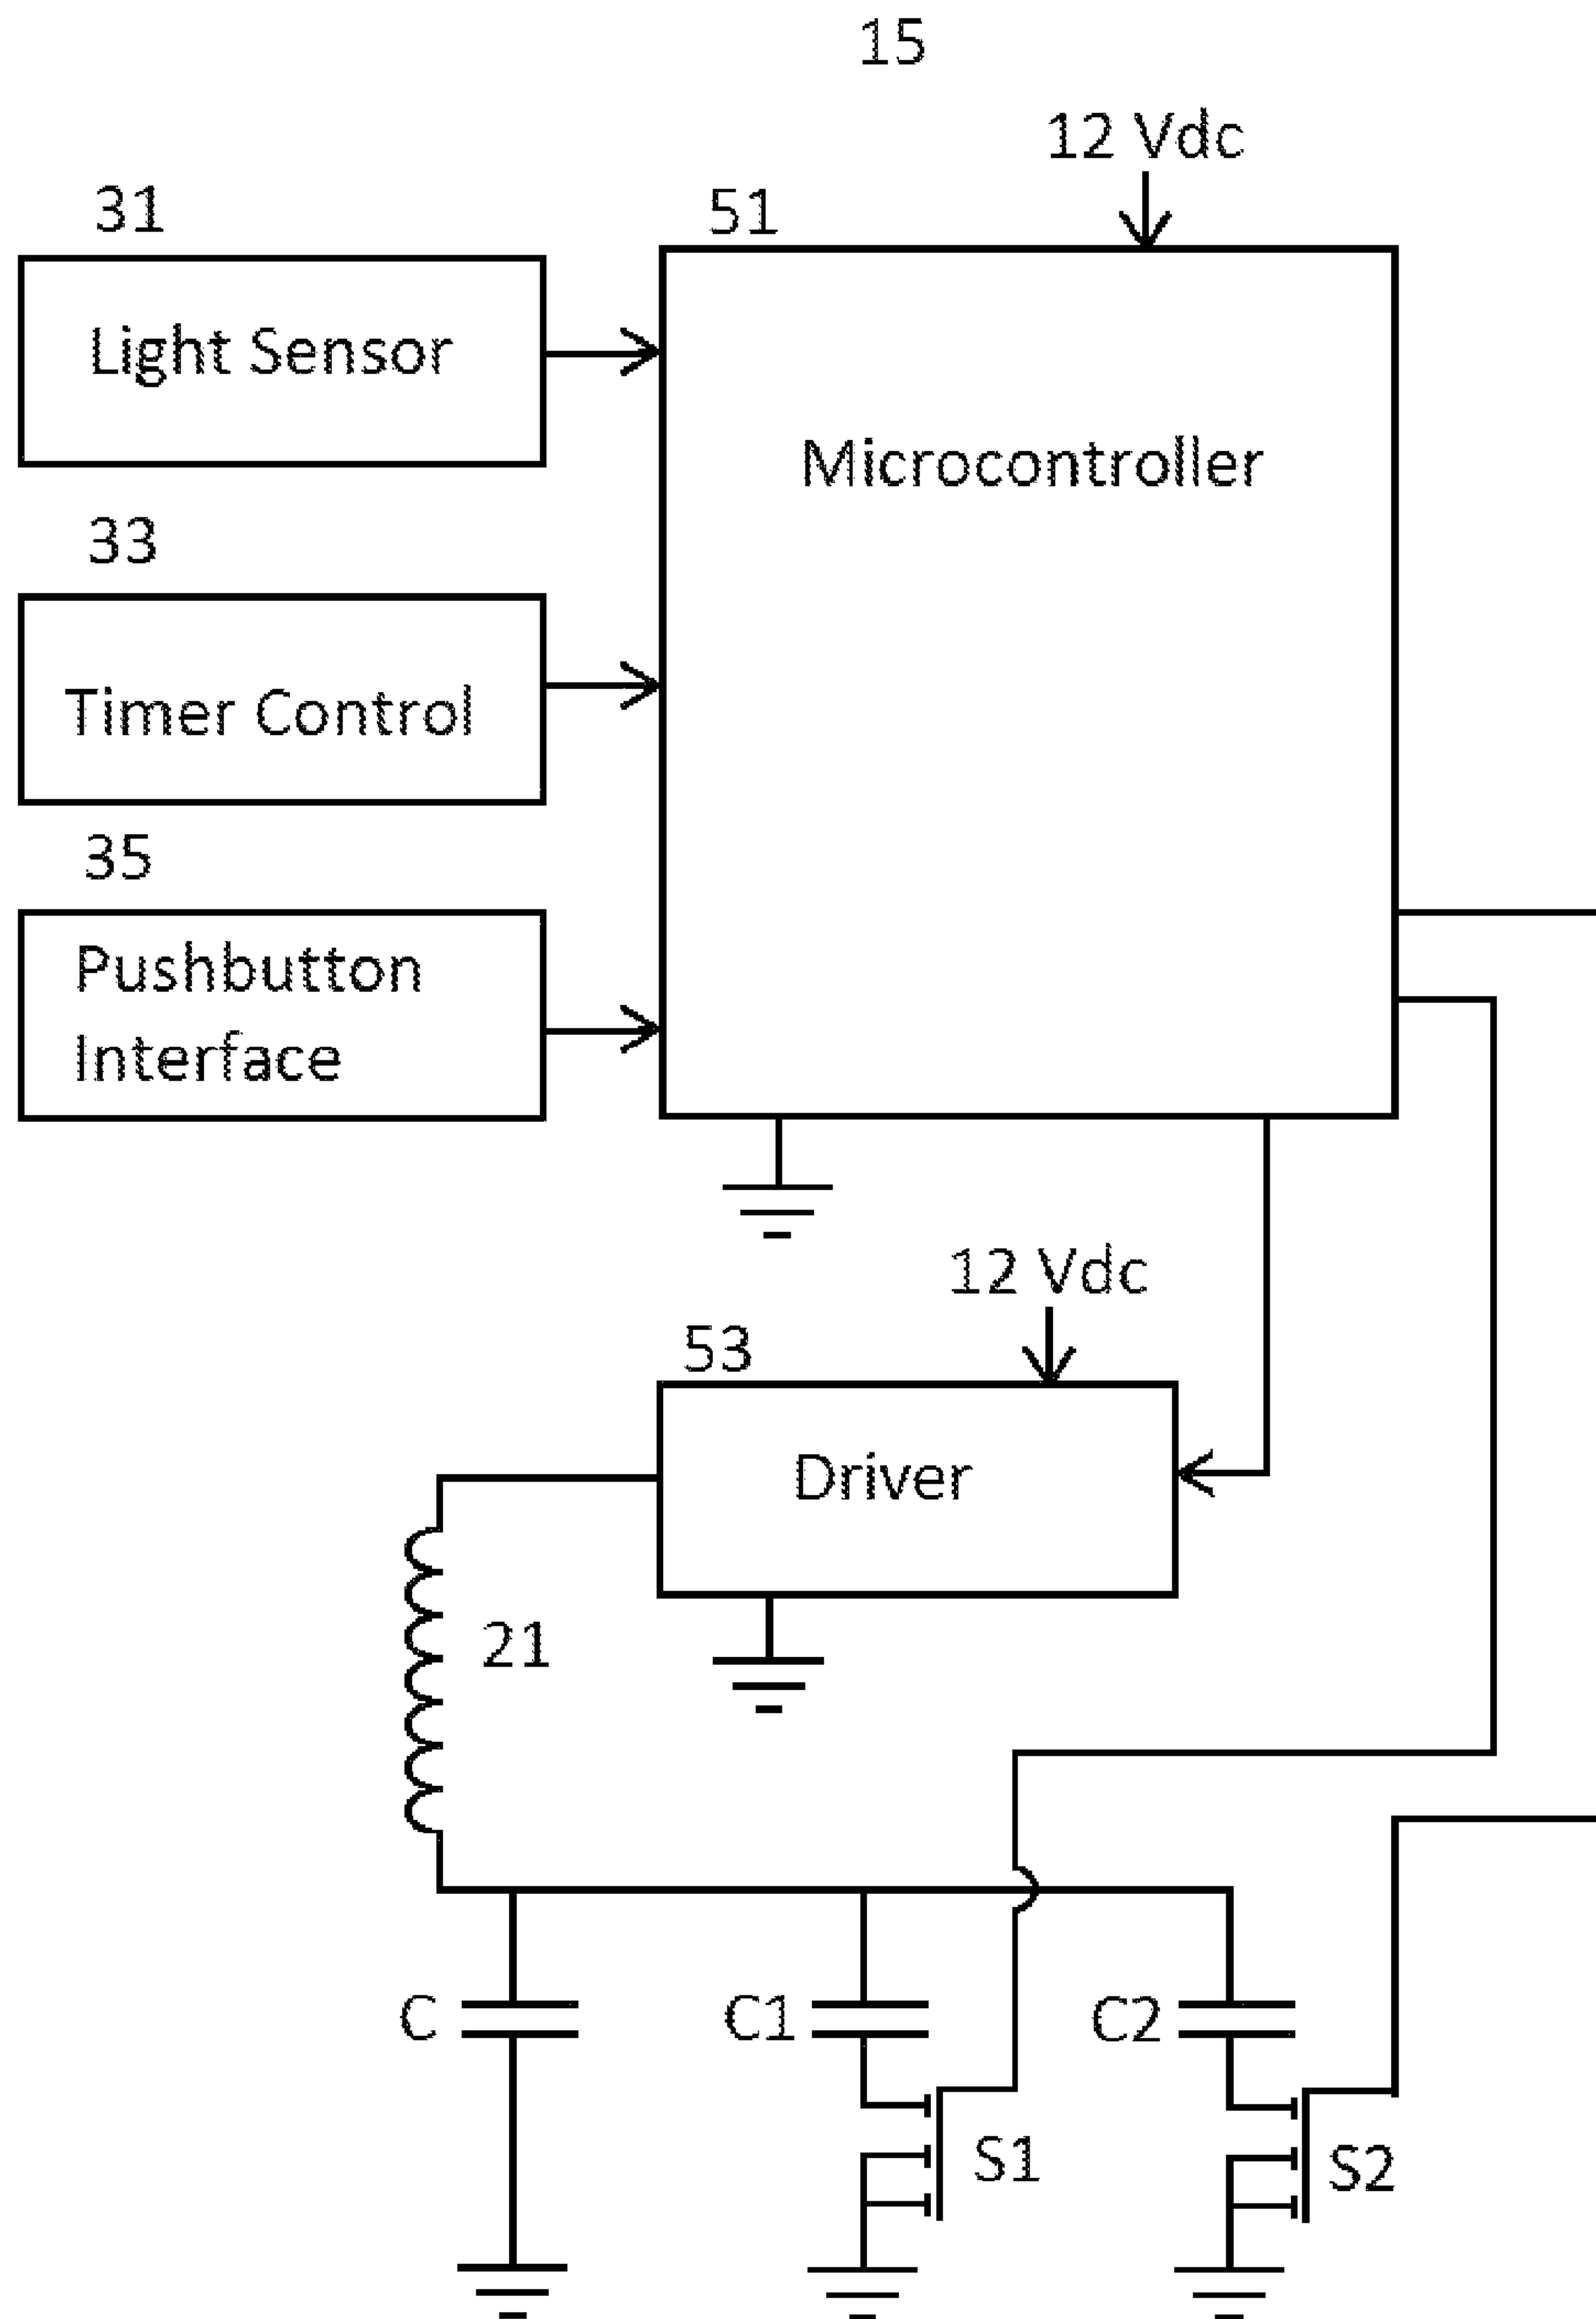 15
12 Vdc
31
51
Light Sensor
Microcontroller
33
Timer Control
35
Pushbutton
Interface
12 Vdc
53
Driver
21
C
C1
C2
S1
S2